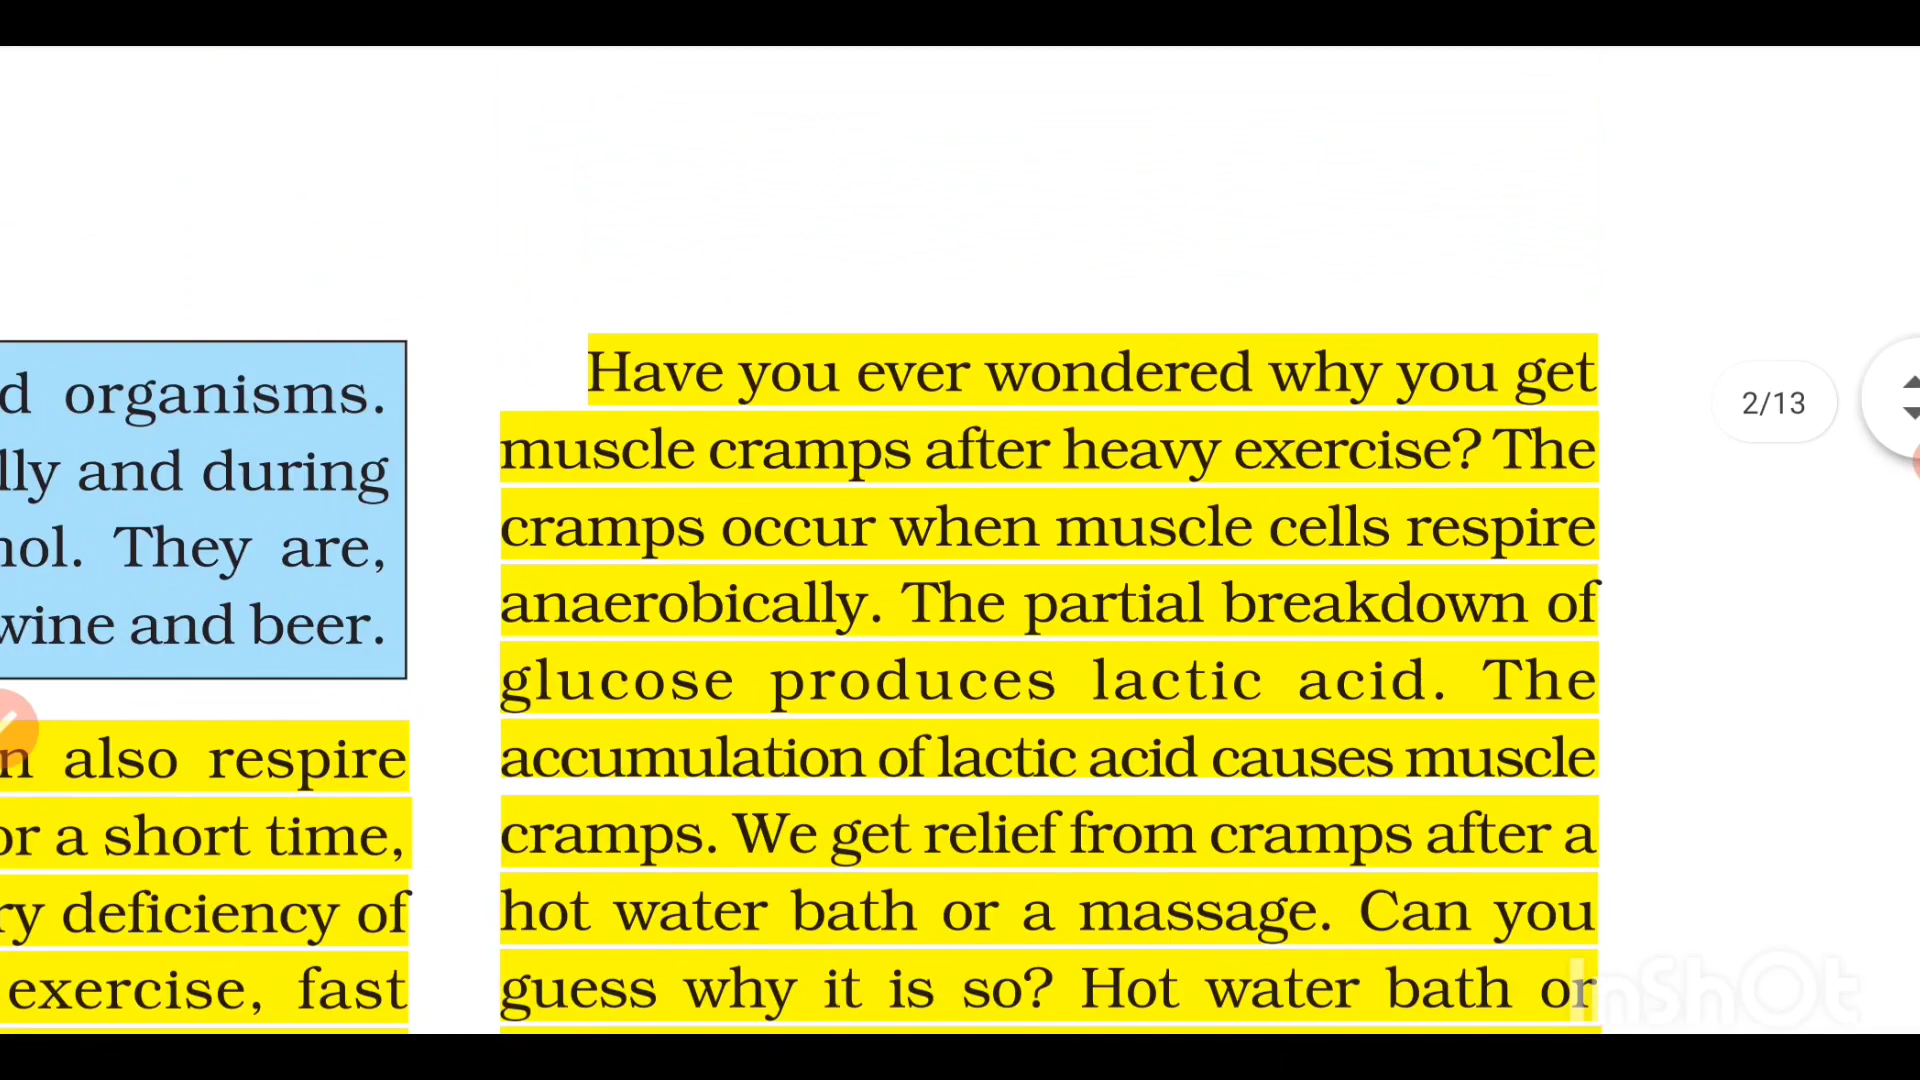 d organisms.
lly and during
nol. They are,
wine and beer.
n also respire
or a short time,
ry deficiency of
exercise, fast
Have you ever wondered why you get
muscle cramps after heavy exercise? The
cramps occur when muscle cells respire
anaerobically. The partial breakdown of
glucose produces lactic acid. The
accumulation of lactic acid causes muscle
cramps. We get relief from cramps after a
hot water bath or a massage. Can you
guess why it is so? Hot water bath or
2/13
InShOt